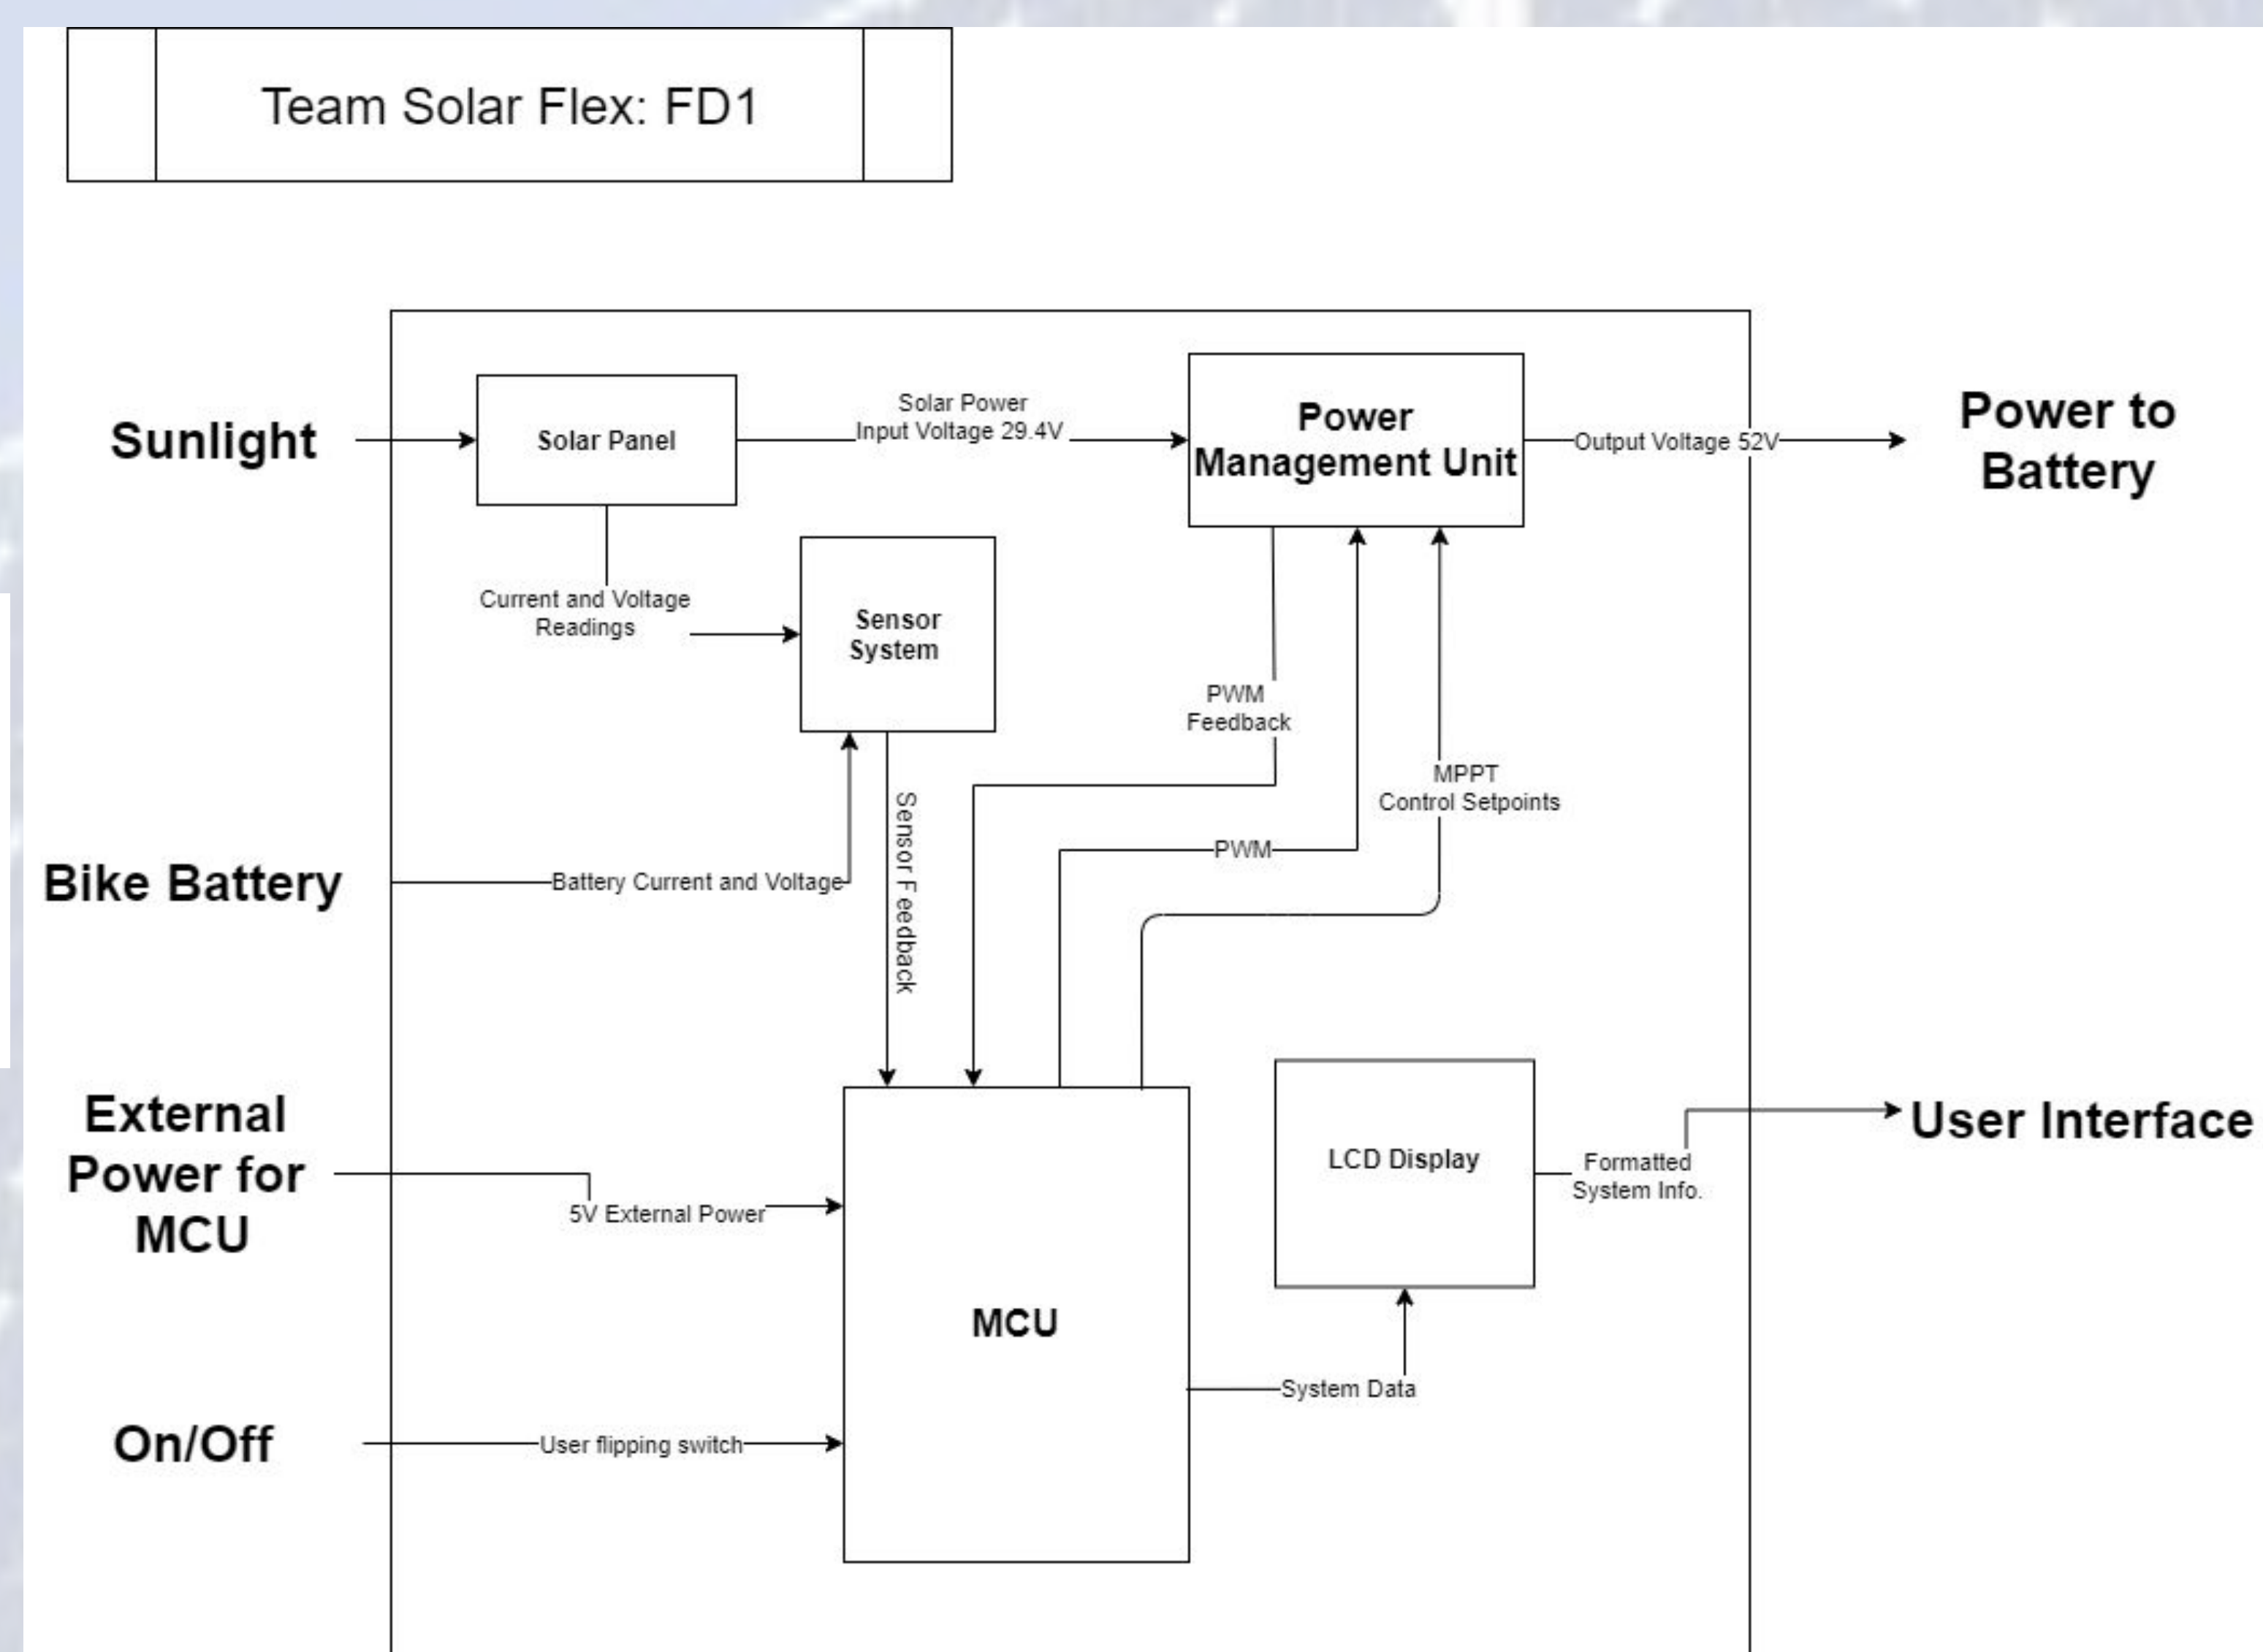 Team Solar Flex: FD1
Sunlight
Solar Panel
Solar Power
Input Voltage 29.4V
Power
Management Unit
Output Voltage 52V
Power to
Battery
Current and Voltage
Readings
Sensor
System
PWM
Feedback
MPPT
Control Setpoints
PWM
Bike Battery
Battery Current and Voltage
Sensor Feedback
External
Power for
MCU
5V External Power
MCU
LCD Display
Formatted
System Info.
User Interface
System Data
On/Off
User flipping switch